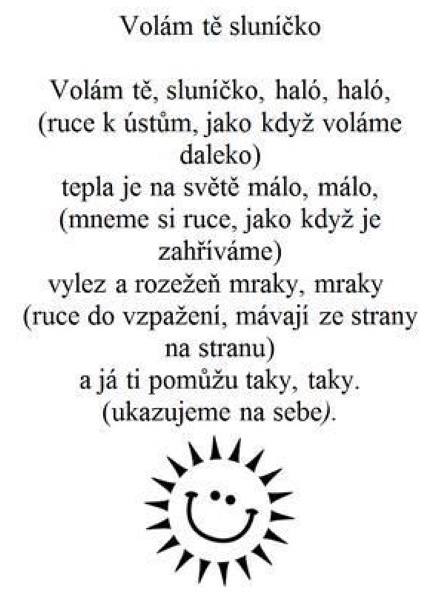 Volám tě sluníčko
Volám tě, sluníčko, haló, haló,
(ruce k ústům, jako když voláme
daleko)
tepla je na světě málo, málo,
(mneme si ruce, jako když je
zahříváme)
vylez a rozežeň mraky, mraky
(ruce do vzpažení, mávají ze strany
na stranu)
a já ti pomůžu taky, taky.
(ukazujeme na sebe).